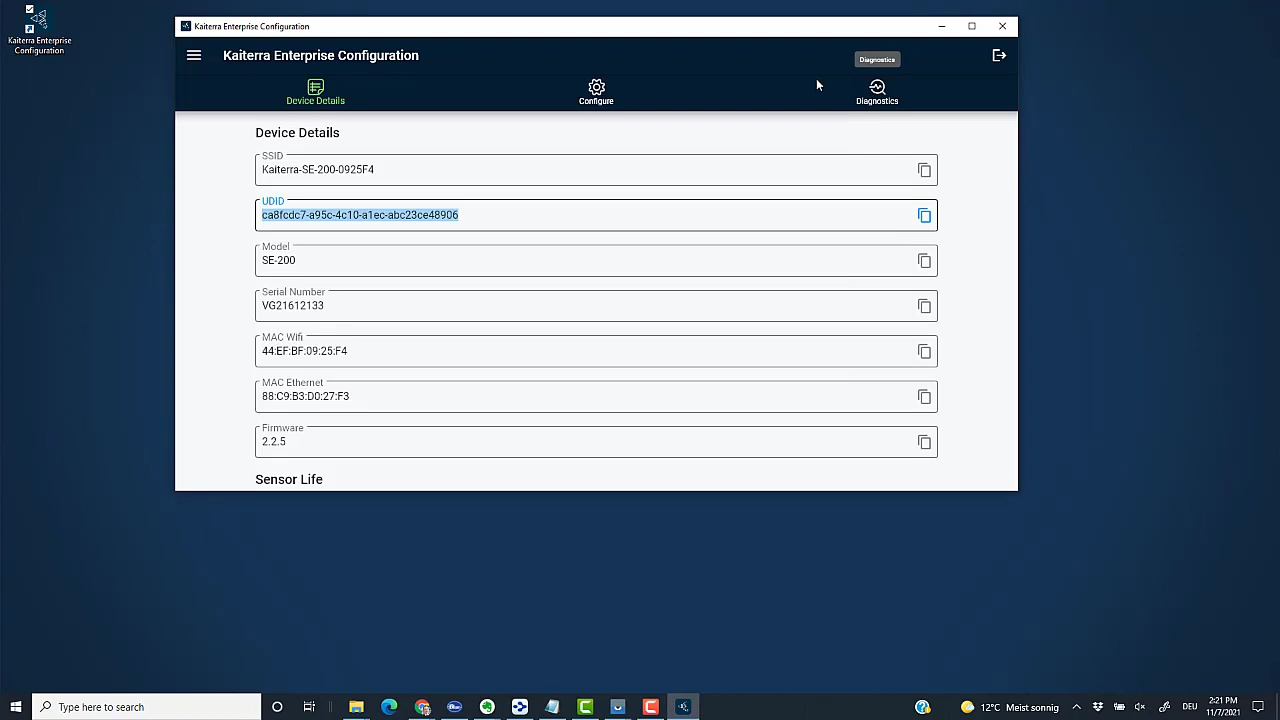 Kaiterra Enterprise
Configuration
Kaiterra Enterprise Configuration
Kaiterra Enterprise Configuration
Diagnostics
Device Details
Configure
Diagnostics
Device Details
SSID
Kaiterra-SE-200-0925F4
UDID
ca8fcdc7-a95c-4c10-a1ec-abc23ce48906
Model
SE-200
Serial Number
VG21612133
MAC Wifi
44:EF:BF:09:25:F4
MAC Ethernet
88:C9:B3:D0:27:F3
Firmware
2.2.5
Sensor Life
Type here to search
12°C Meist sonnig
DEU
2:21 PM
11/7/2021